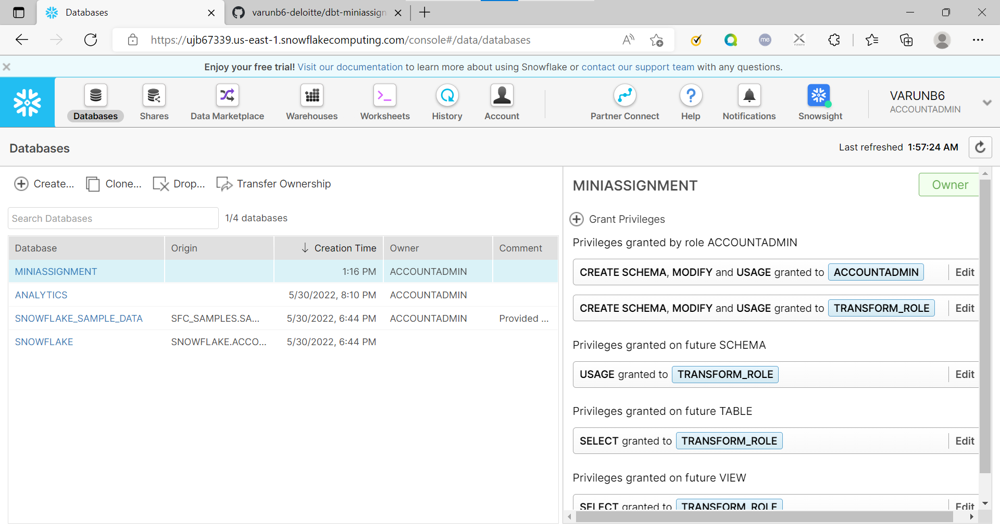 Databases
varunb6-deloitte/dbt-miniassign
https://ujb67339.us-east-1.snowflakecomputing.com/console#/data/databases
me
Enjoy your free trial! Visit our documentation to learn more about using Snowflake or contact our support team with any questions.
Databases
Shares
Data Marketplace
Warehouses
Worksheets
History
Account
Partner Connect
Help
Notifications
Snowsight
VARUNB6
ACCOUNTADMIN
Databases
Last refreshed 1:57:24 AM
Create... Clone... Drop... Transfer Ownership
Search Databases
1/4 databases
Database Origin Creation Time Owner Comment
MINIASSIGNMENT 1:16 PM ACCOUNTADMIN
ANALYTICS 5/30/2022, 8:10 PM ACCOUNTADMIN
SNOWFLAKE_SAMPLE_DATA SFC_SAMPLES.SA... 5/30/2022, 6:44 PM ACCOUNTADMIN Provided ...
SNOWFLAKE SNOWFLAKE.ACCO... 5/30/2022, 6:44 PM
MINIASSIGNMENT
Owner
Grant Privileges
Privileges granted by role ACCOUNTADMIN
CREATE SCHEMA, MODIFY and USAGE granted to ACCOUNTADMIN Edit
CREATE SCHEMA, MODIFY and USAGE granted to TRANSFORM_ROLE Edit
Privileges granted on future SCHEMA
USAGE granted to TRANSFORM_ROLE Edit
Privileges granted on future TABLE
SELECT granted to TRANSFORM_ROLE Edit
Privileges granted on future VIEW
SELECT granted to TRANSFORM_ROLE Edit